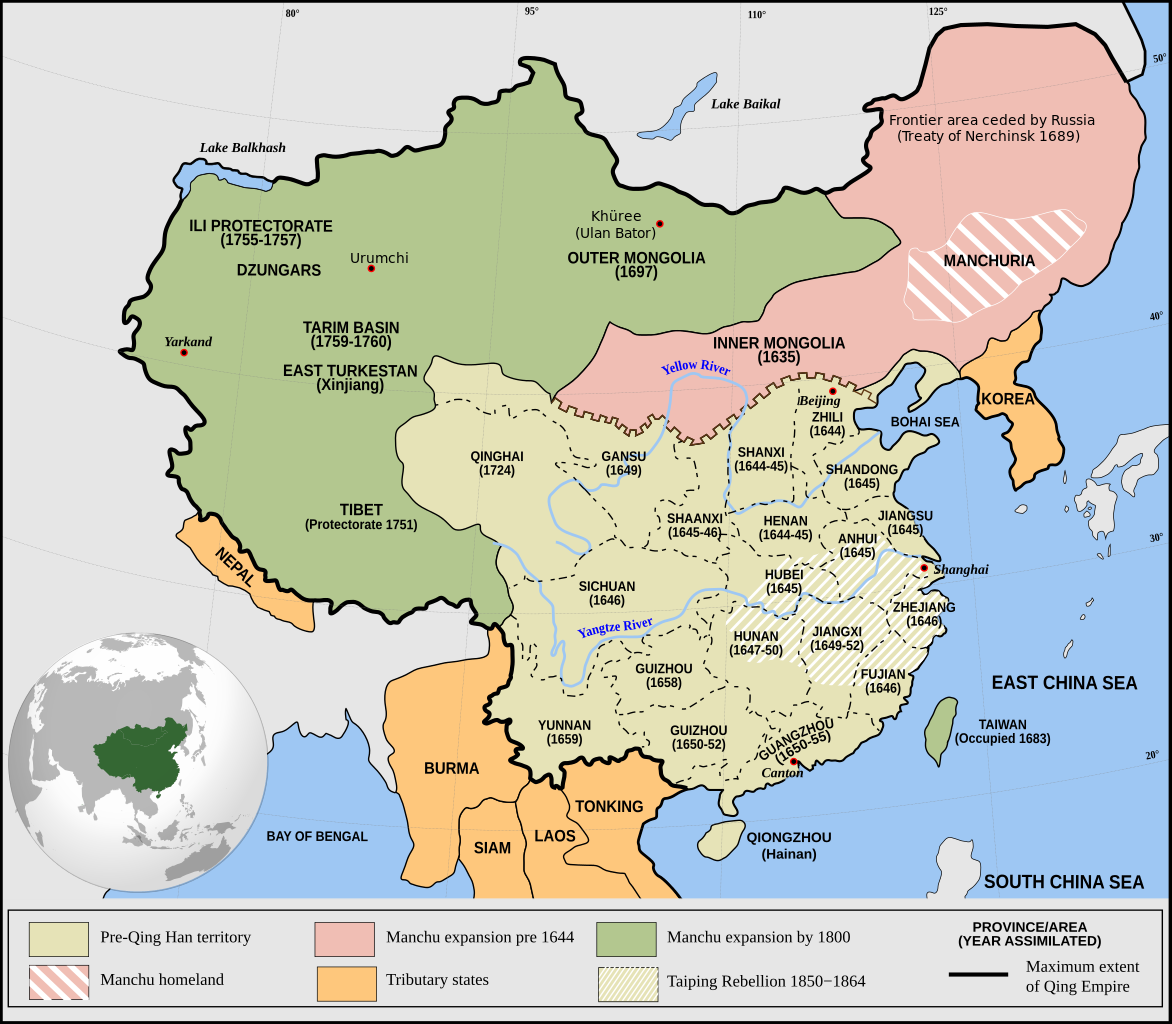 80°
95°
110°
125°
50°
Lake Baikal
Frontier area ceded by Russia
(Treaty of Nerchinsk 1689)
Lake Balkhash
ILI PROTECTORATE
(1755-1757)
DZUNGARS
Urumchi
Khüree
(Ulan Bator)
OUTER MONGOLIA
(1697)
MANCHURIA
40°
TARIM BASIN
(1759-1760)
Yarkand
EAST TURKESTAN
(Xinjiang)
INNER MONGOLIA
(1635)
Yellow River
Beijing
ZHILI
(1644)
KOREA
BOHAI SEA
QINGHAI
(1724)
GANSU
(1649)
SHANXI
(1644-45)
SHANDONG
(1645)
TIBET
(Protectorate 1751)
SHAANXI
(1645-46)
HENAN
(1644-45)
JIANGSU
(1645)
ANHUI
(1645)
30°
NEPAL
SICHUAN
(1646)
HUBEI
(1645)
Shanghai
ZHEJIANG
(1646)
Yangtze River
HUNAN
(1647-50)
JIANGXI
(1649-52)
GUIZHOU
(1658)
FUJIAN
(1646)
EAST CHINA SEA
YUNNAN
(1659)
GUIZHOU
(1650-52)
GUANGZHOU
(1650-55)
Canton
TAIWAN
(Occupied 1683)
20°
BURMA
TONKING
BAY OF BENGAL
SIAM
LAOS
QIONGZHOU
(Hainan)
SOUTH CHINA SEA
Pre-Qing Han territory
Manchu expansion pre 1644
Manchu expansion by 1800
PROVINCE/AREA
(YEAR ASSIMILATED)
Manchu homeland
Tributary states
Taiping Rebellion 1850−1864
Maximum extent
of Qing Empire